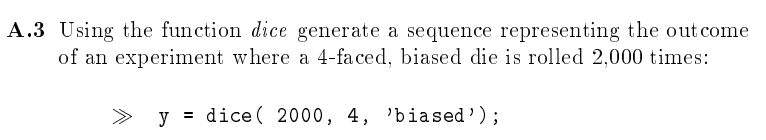 A.3 Using the function dice generate a sequence representing the outcome
of an experiment where a 4-faced, biased die is rolled 2,000 times:
≫ y = dice( 2000, 4, 'biased');